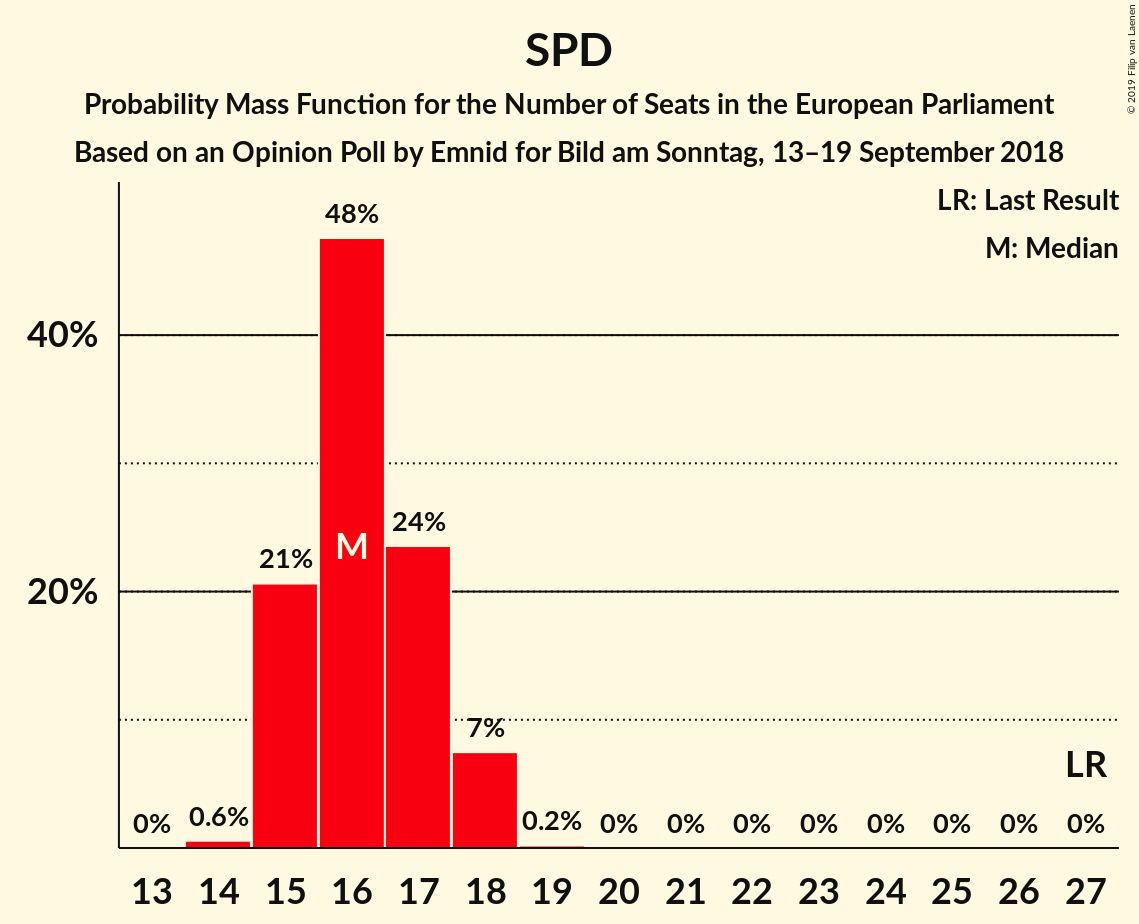 SPD
Probability Mass Function for the Number of Seats in the European Parliament
Based on an Opinion Poll by Emnid for Bild am Sonntag, 13–19 September 2018
© 2019 Filip van Laenen
LR: Last Result
M: Median
40%
20%
0% 0.6% 21% 48% 24% 7% 0.2% 0% 0% 0% 0% 0% 0% 0% 0%
M
LR
13 14 15 16 17 18 19 20 21 22 23 24 25 26 27